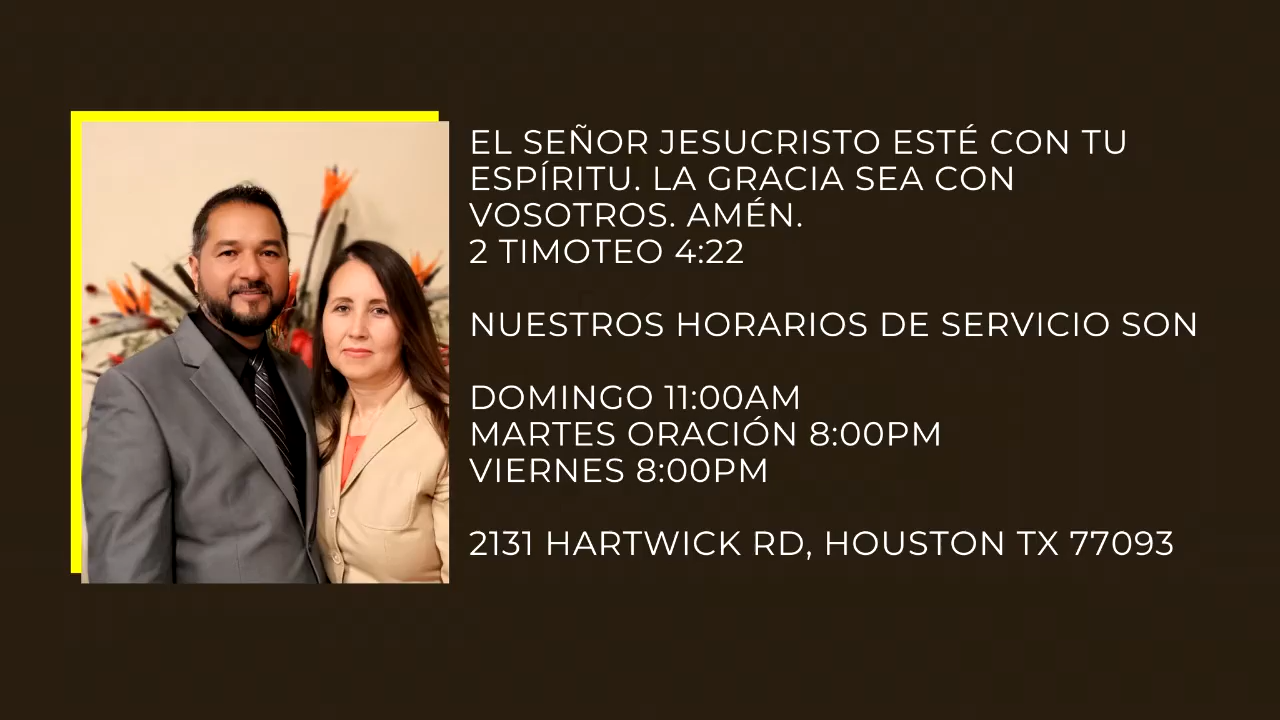 EL SEÑOR JESUCRISTO ESTÉ CON TU
ESPÍRITU. LA GRACIA SEA CON
VOSOTROS. AMÉN.
2 TIMOTEO 4:22
NUESTROS HORARIOS DE SERVICIO SON
DOMINGO 11:00AM
MARTES ORACIÓN 8:00PM
VIERNES 8:00PM
2131 HARTWICK RD, HOUSTON TX 77093